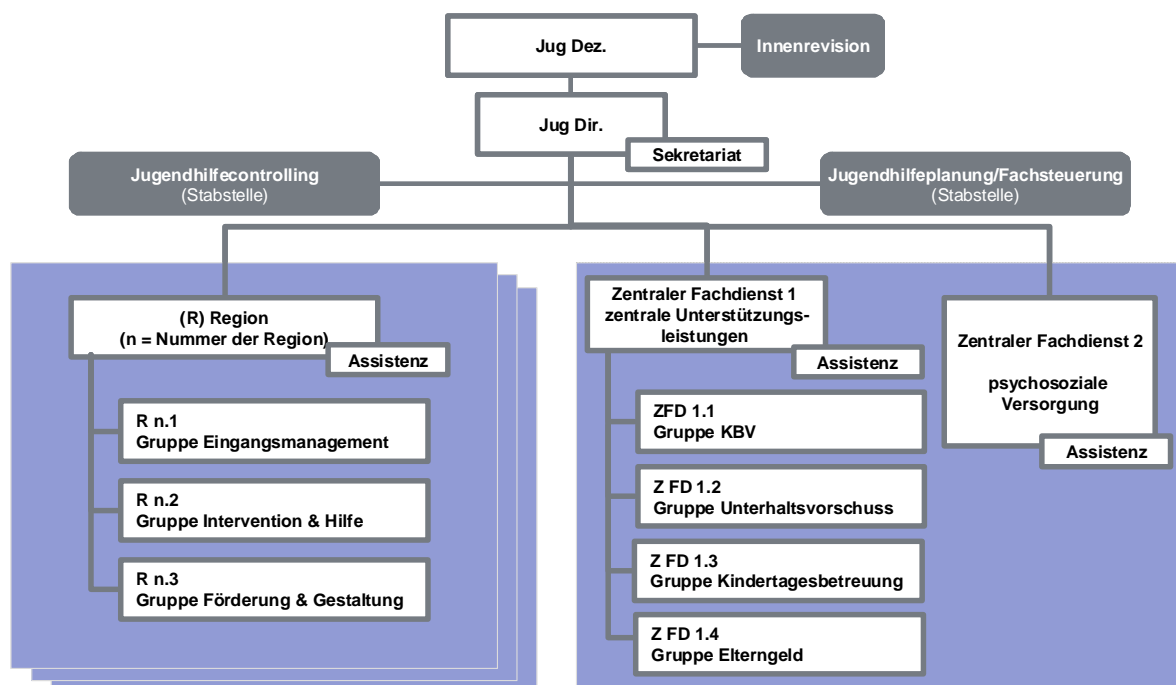 Jug Dez.
Innenrevision
Jug Dir.
Sekretariat
Jugendhilfecontrolling
(Stabstelle)
Jugendhilfeplanung/Fachsteuerung
(Stabstelle)
(R) Region
(n = Nummer der Region)
Assistenz
R n.1
Gruppe Eingangsmanagement
R n.2
Gruppe Intervention & Hilfe
R n.3
Gruppe Förderung & Gestaltung
Zentraler Fachdienst 1
zentrale Unterstützungs-
leistungen
Assistenz
ZFD 1.1
Gruppe KBV
Z FD 1.2
Gruppe Unterhaltsvorschuss
Z FD 1.3
Gruppe Kindertagesbetreuung
Z FD 1.4
Gruppe Elterngeld
Zentraler Fachdienst 2
psychosoziale
Versorgung
Assistenz